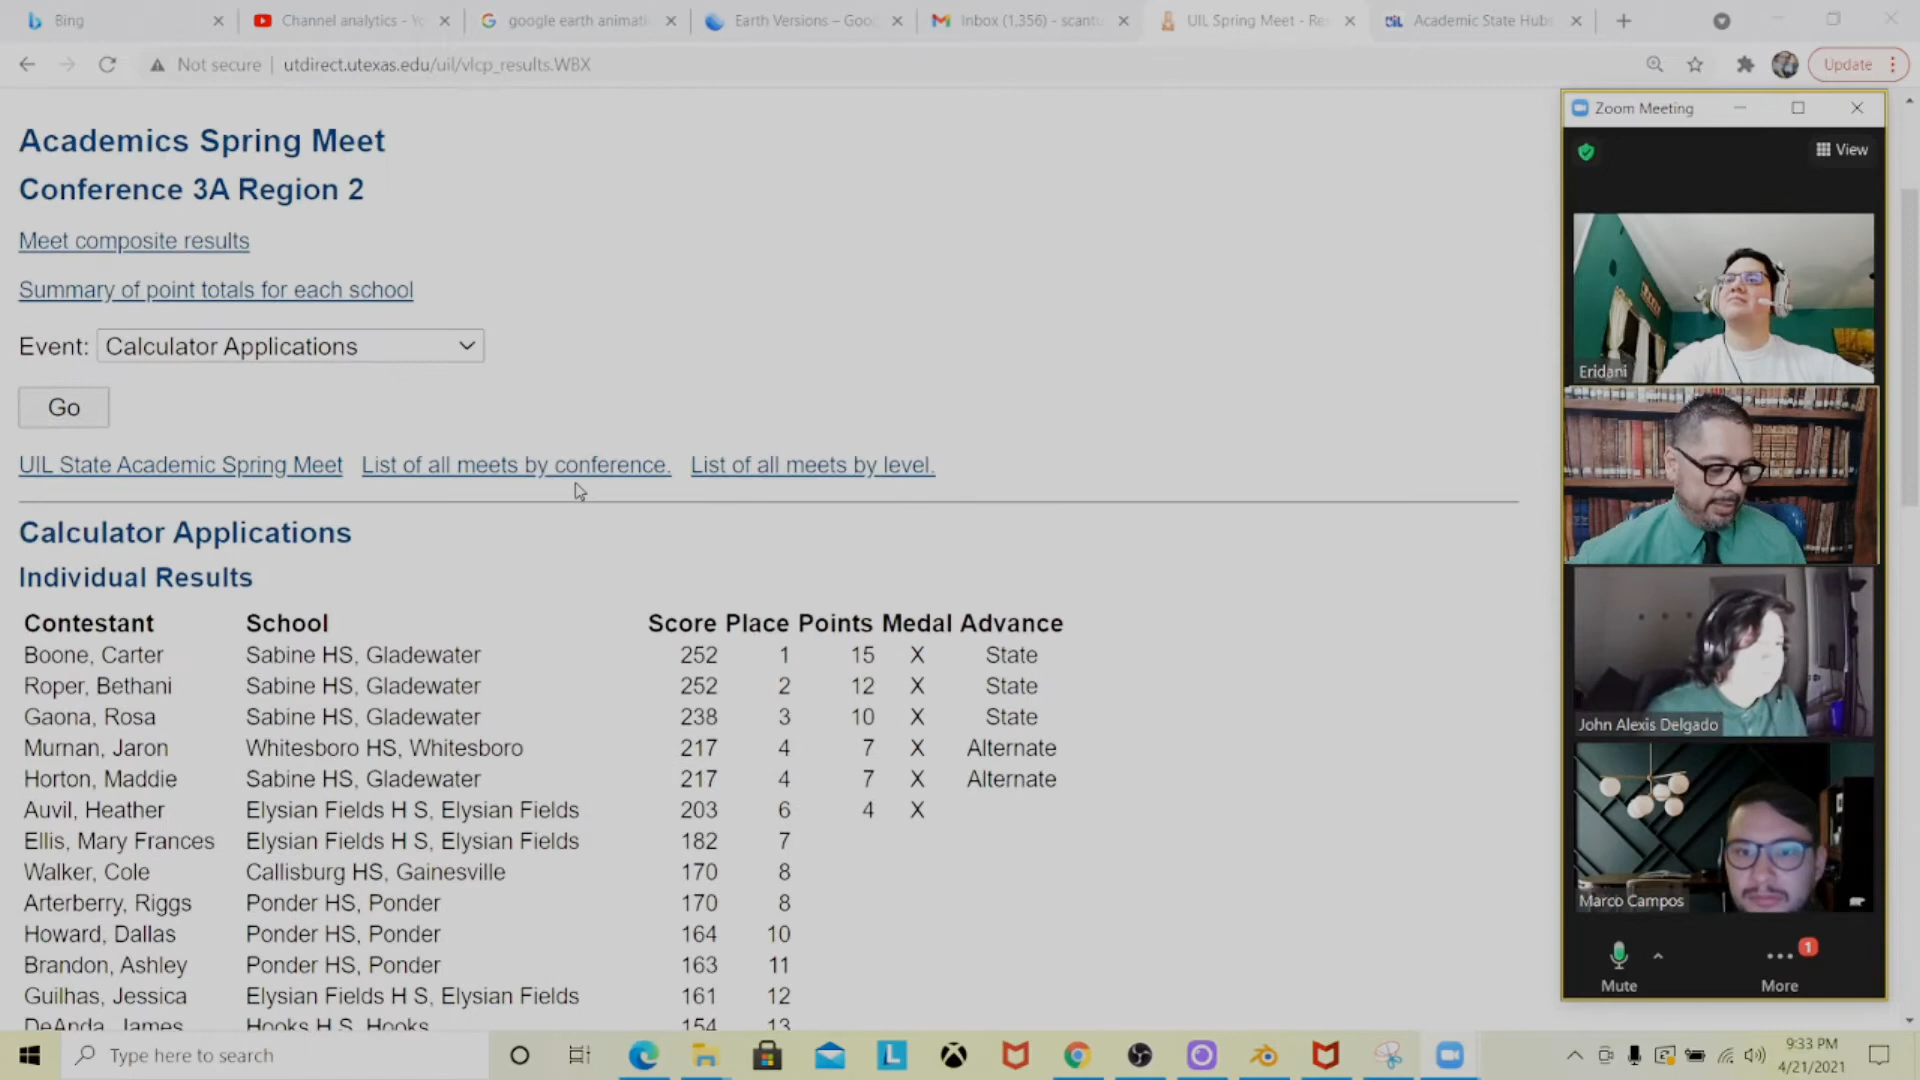 Bing
Channel analytics - Yo
google earth animati
Earth Versions – Goo
Inbox (1,356) - scantu
UIL Spring Meet - Re
UIL
Academic State Hubs
Not secure
utdirect.utexas.edu/uil/vlcp_results.WBX
Update
Academics Spring Meet
Conference 3A Region 2
Meet composite results
Summary of point totals for each school
Event: Calculator Applications
Go
UIL State Academic Spring Meet List of all meets by conference. List of all meets by level.
Calculator Applications
Individual Results
Contestant School Score Place Points Medal Advance
Boone, Carter Sabine HS, Gladewater 252 1 15 X State
Roper, Bethani Sabine HS, Gladewater 252 2 12 X State
Gaona, Rosa Sabine HS, Gladewater 238 3 10 X State
Murnan, Jaron Whitesboro HS, Whitesboro 217 4 7 X Alternate
Horton, Maddie Sabine HS, Gladewater 217 4 7 X Alternate
Auvil, Heather Elysian Fields H S, Elysian Fields 203 6 4 X
Ellis, Mary Frances Elysian Fields H S, Elysian Fields 182 7
Walker, Cole Callisburg HS, Gainesville 170 8
Arterberry, Riggs Ponder HS, Ponder 170 8
Howard, Dallas Ponder HS, Ponder 164 10
Brandon, Ashley Ponder HS, Ponder 163 11
Guilhas, Jessica Elysian Fields H S, Elysian Fields 161 12
DeAnda, James Hooks H S, Hooks 154 13
Zoom Meeting
View
Eridani
John Alexis Delgado
Marco Campos
1
Mute
More
Type here to search
L
9:33 PM
4/21/2021